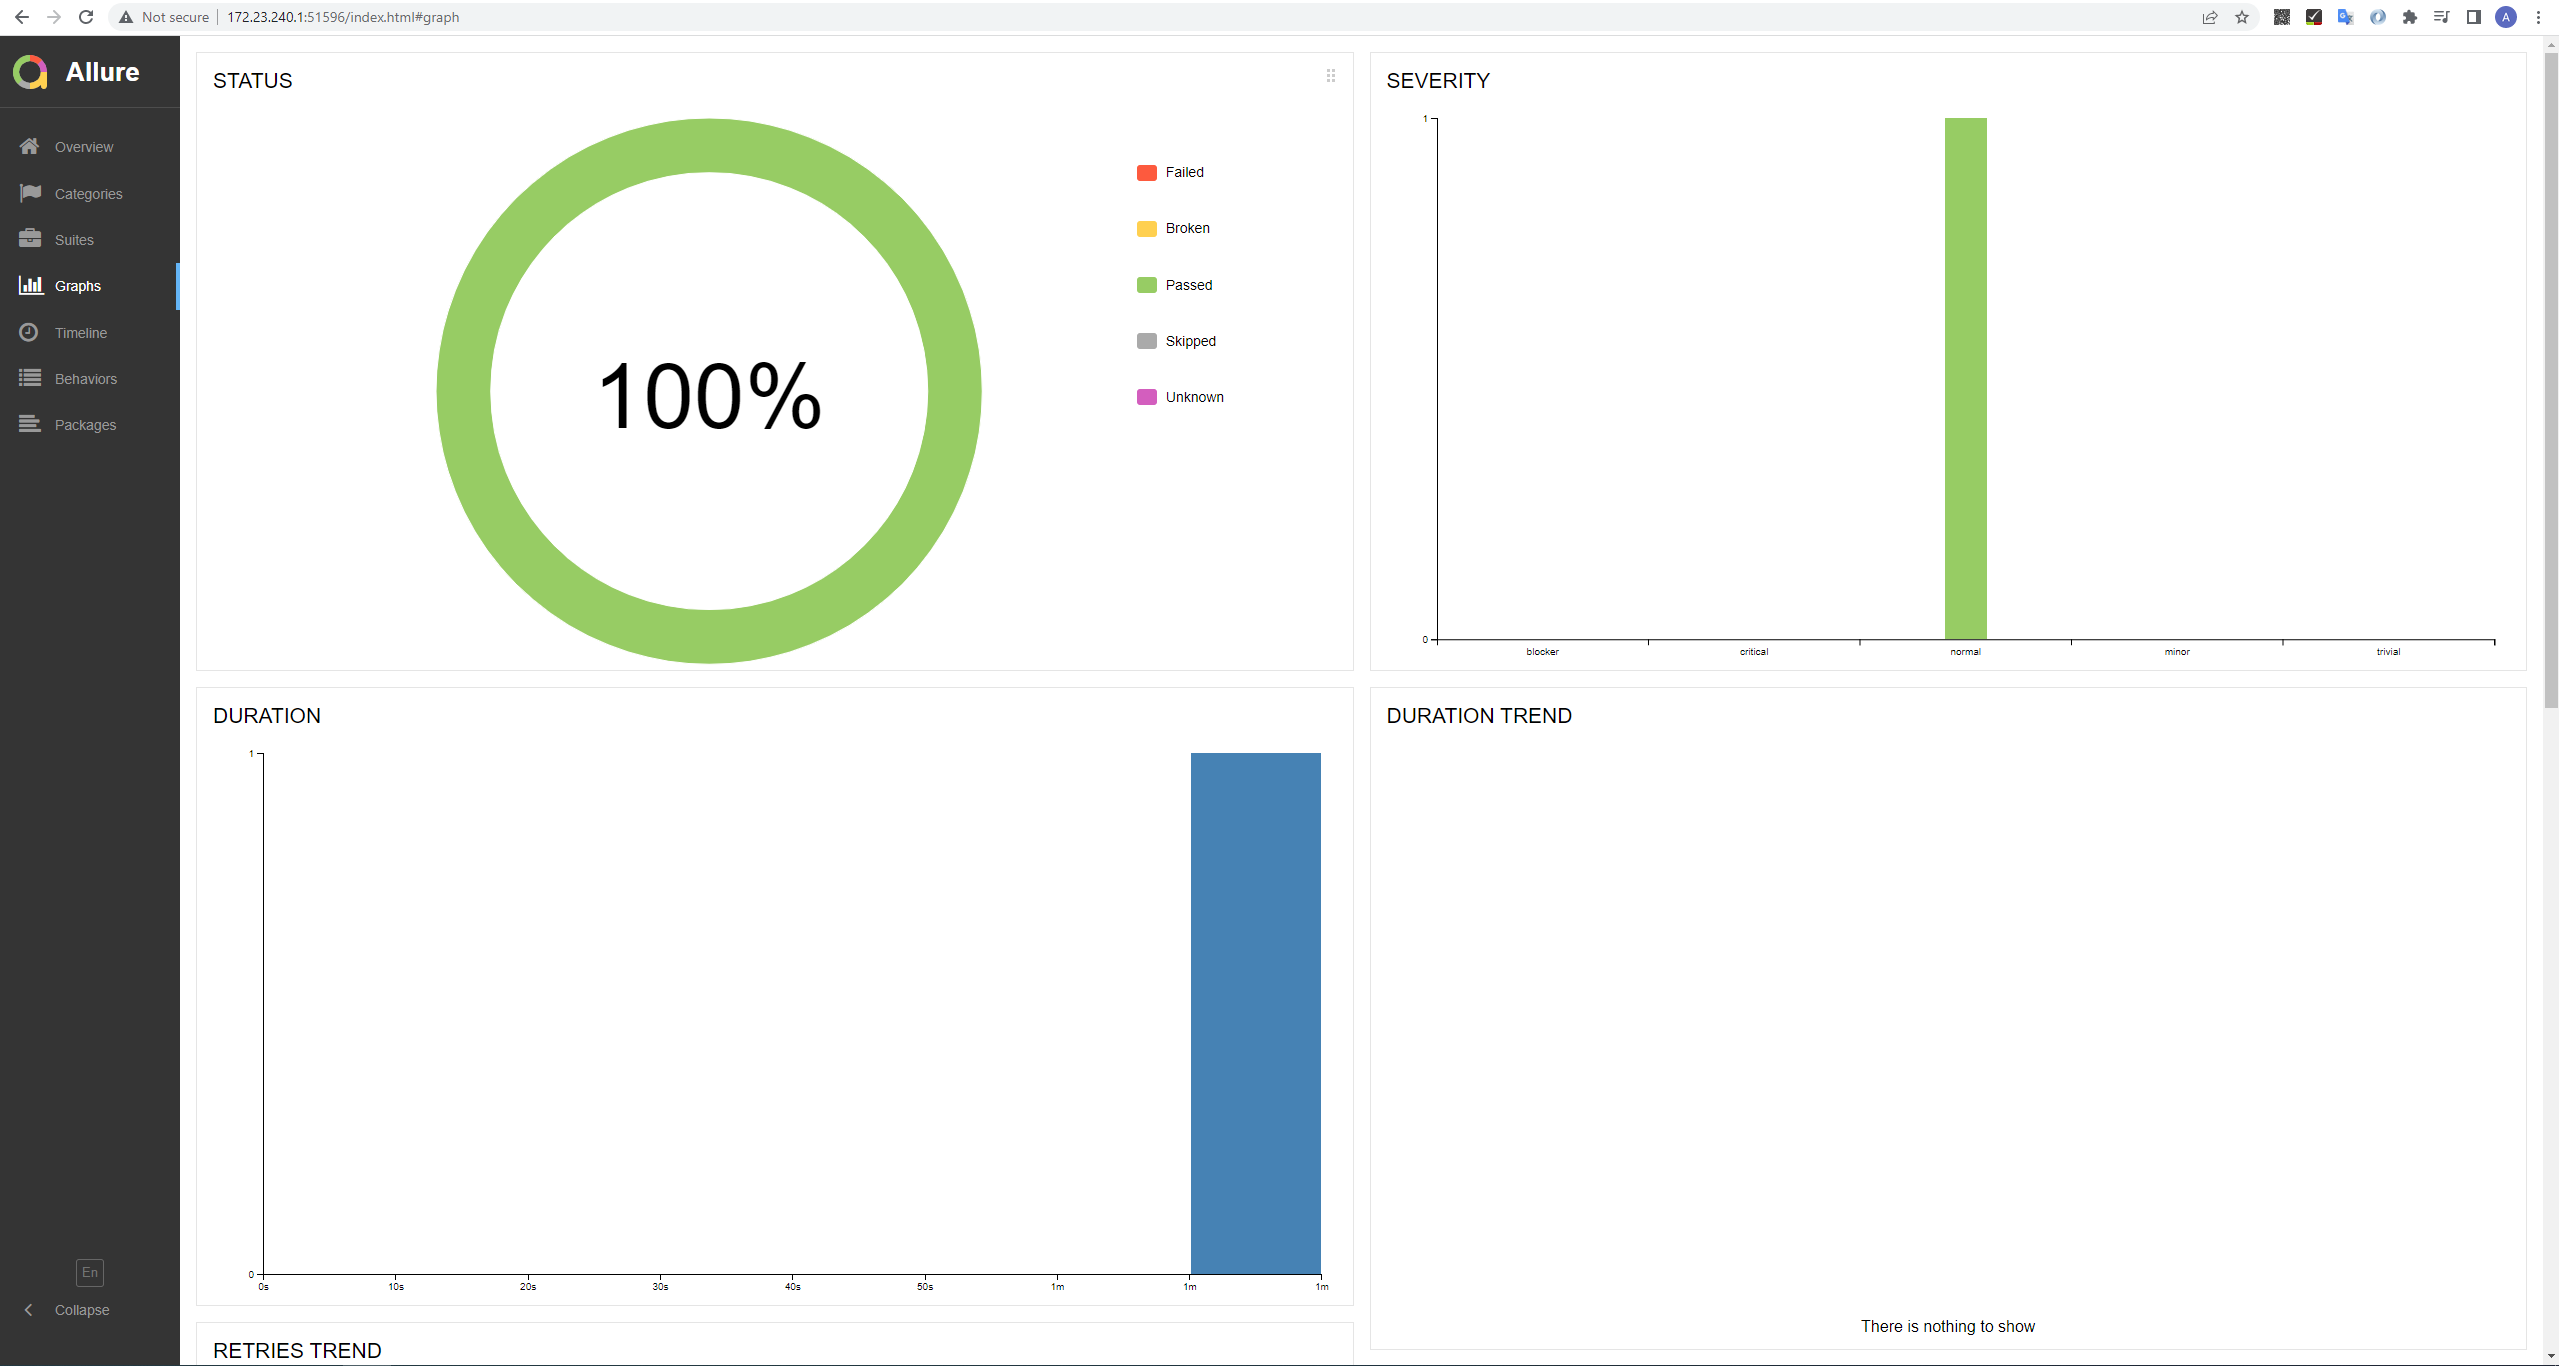 Not secure
172.23.240.1:51596/index.html#graph
A
Allure
Overview
Categories
Suites
Graphs
Timeline
Behaviors
Packages
En
Collapse
STATUS
100%
Failed
Broken
Passed
Skipped
Unknown
SEVERITY
1
0
blocker critical normal minor trivial
DURATION
1
0
0s 10s 20s 30s 40s 50s 1m 1m 1m
DURATION TREND
There is nothing to show
RETRIES TREND